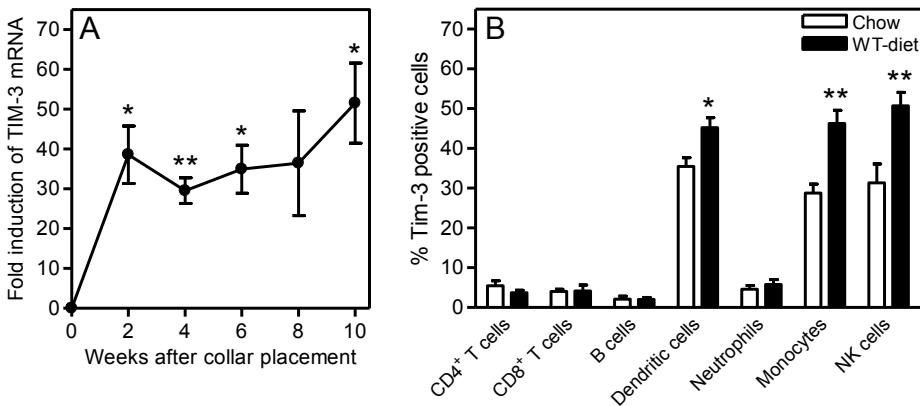 A
Fold induction of TIM-3 mRNA
70
60
50
40
30
20
10
0
*
**
*
*
0 2 4 6 8 10
Weeks after collar placement
B
Chow
WT-diet
% Tim-3 positive cells
70
60
50
40
30
20
10
0
*
**
**
CD4⁺ T cells
CD8⁺ T cells
B cells
Dendritic cells
Neutrophils
Monocytes
NK cells